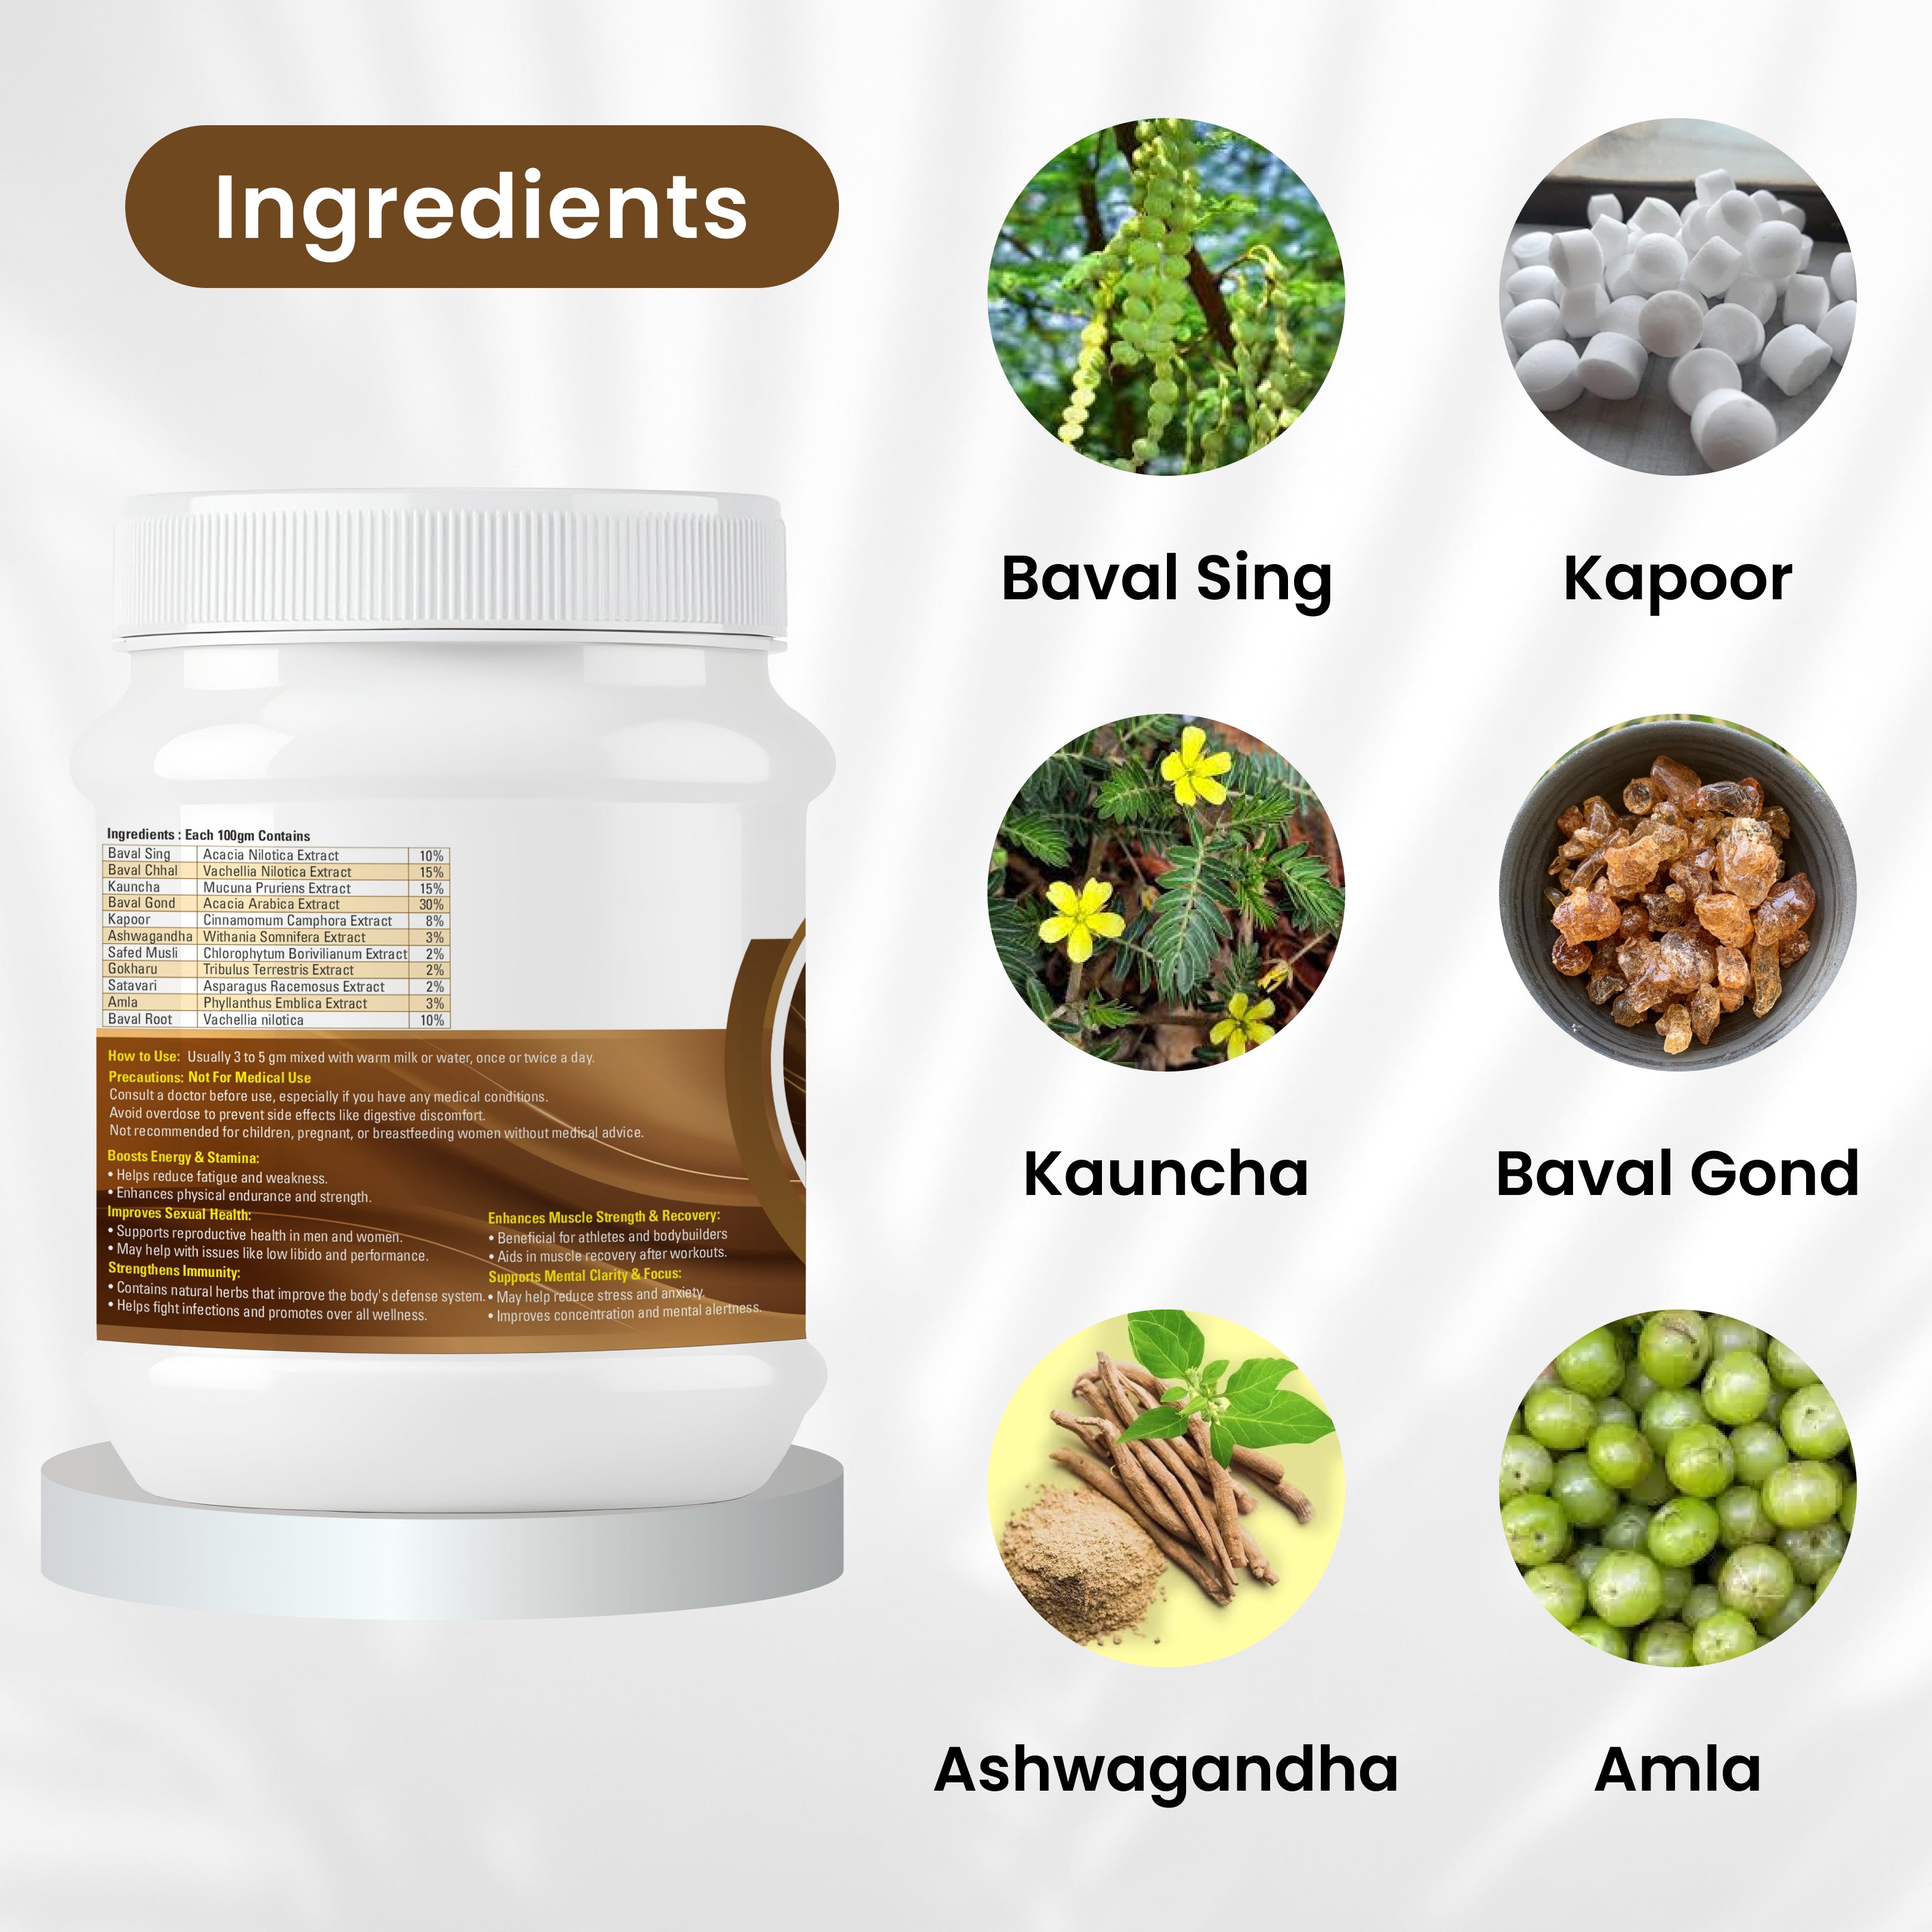 Ingredients
Baval Sing
Kapoor
Kauncha
Baval Gond
Ashwagandha
Amla
Ingredients : Each 100gm Contains
Baval Sing Acacia Nilotica Extract 10%
Baval Chhal Vachellia Nilotica Extract 15%
Kauncha Mucuna Pruriens Extract 15%
Baval Gond Acacia Arabica Extract 30%
Kapoor Cinnamomum Camphora Extract 8%
Ashwagandha Withania Somnifera Extract 3%
Safed Musli Chlorophytum Borivilianum Extract 2%
Gokharu Tribulus Terrestris Extract 2%
Satavari Asparagus Racemosus Extract 2%
Amla Phyllanthus Emblica Extract 3%
Baval Root Vachellia nilotica 10%
How to Use: Usually 3 to 5 gm mixed with warm milk or water, once or twice a day.
Precautions: Not For Medical Use
Consult a doctor before use, especially if you have any medical conditions.
Avoid overdose to prevent side effects like digestive discomfort.
Not recommended for children, pregnant, or breastfeeding women without medical advice.
Boosts Energy & Stamina:
• Helps reduce fatigue and weakness.
• Enhances physical endurance and strength.
Improves Sexual Health:
• Supports reproductive health in men and women.
• May help with issues like low libido and performance.
Strengthens Immunity:
• Contains natural herbs that improve the body's defense system.
• Helps fight infections and promotes over all wellness.
Enhances Muscle Strength & Recovery:
• Beneficial for athletes and bodybuilders
• Aids in muscle recovery after workouts.
Supports Mental Clarity & Focus:
• May help reduce stress and anxiety.
• Improves concentration and mental alertness.